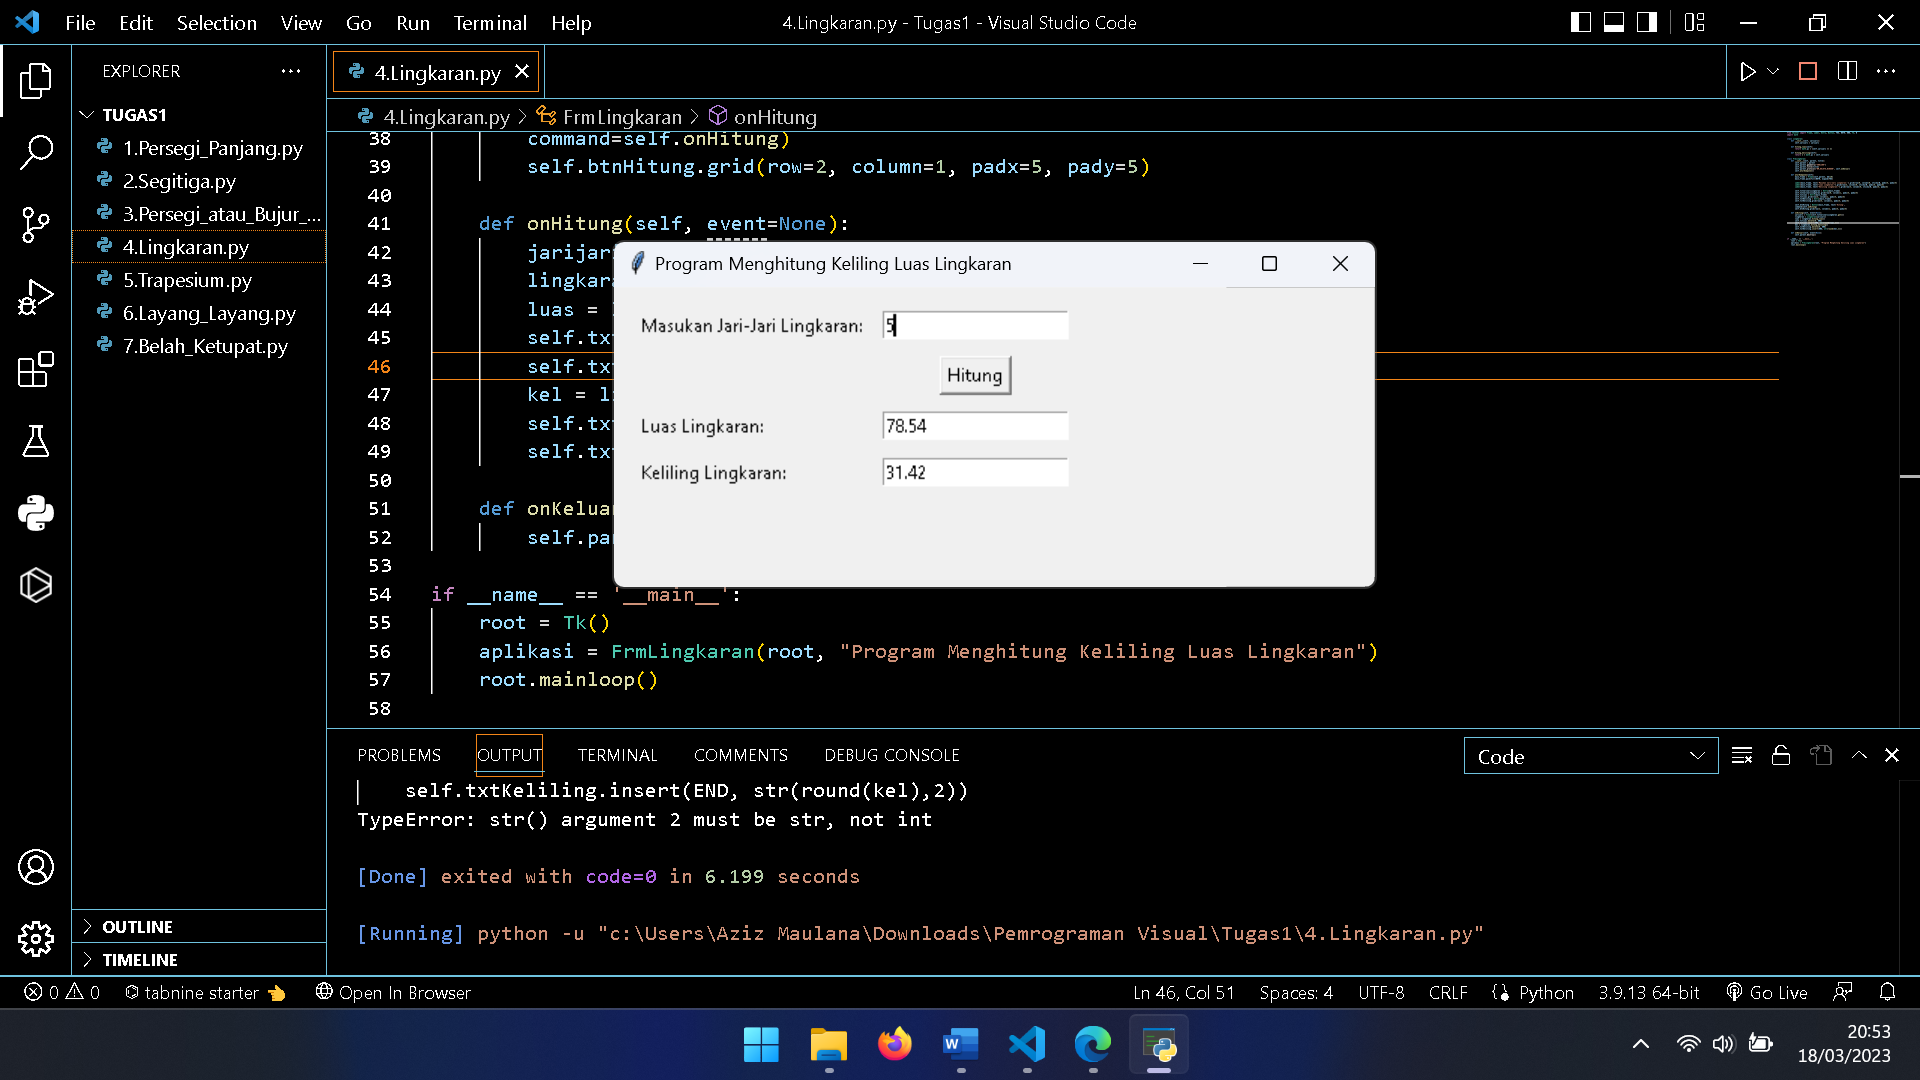 File Edit Selection View Go Run Terminal Help
4.Lingkaran.py - Tugas1 - Visual Studio Code
EXPLORER
TUGAS1
1.Persegi_Panjang.py
2.Segitiga.py
3.Persegi_atau_Bujur_...
4.Lingkaran.py
5.Trapesium.py
6.Layang_Layang.py
7.Belah_Ketupat.py
OUTLINE
TIMELINE
4.Lingkaran.py
4.Lingkaran.py > FrmLingkaran > onHitung
38 command=self.onHitung)
39 self.btnHitung.grid(row=2, column=1, padx=5, pady=5)
40
41 def onHitung(self, event=None):
42 jarijar
43 lingkar
44 luas =
45 self.tx
46 self.tx
47 kel = l
48 self.tx
49 self.tx
50
51 def onKelua
52 self.pa
53
54 if __name__ == '__main__':
55 root = Tk()
56 aplikasi = FrmLingkaran(root, "Program Menghitung Keliling Luas Lingkaran")
57 root.mainloop()
58
Program Menghitung Keliling Luas Lingkaran
Masukan Jari-Jari Lingkaran: 5
Hitung
Luas Lingkaran: 78.54
Keliling Lingkaran: 31.42
PROBLEMS OUTPUT TERMINAL COMMENTS DEBUG CONSOLE
Code
self.txtKeliling.insert(END, str(round(kel),2))
TypeError: str() argument 2 must be str, not int
[Done] exited with code=0 in 6.199 seconds
[Running] python -u "c:\Users\Aziz Maulana\Downloads\Pemrograman Visual\Tugas1\4.Lingkaran.py"
0 0 tabnine starter Open In Browser
Ln 46, Col 51 Spaces: 4 UTF-8 CRLF Python 3.9.13 64-bit Go Live
20:53
18/03/2023